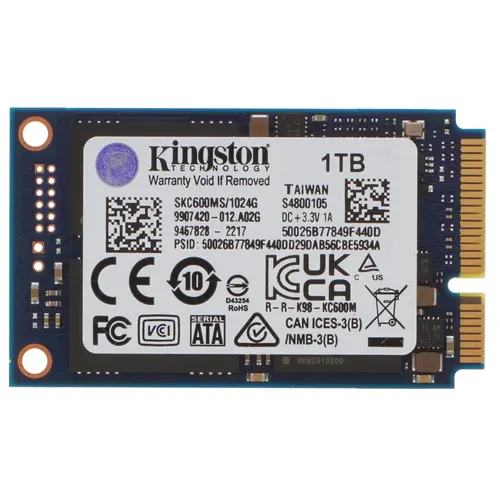 Kingston
TECHNOLOGY
1TB
Warranty Void If Removed
TAIWAN
SKC600MS/1024G
S4800105
9907420-012.A02G
DC+3.3V 1A
9467828 - 2217
50026B77849F440D
PSID: 50026B77849F440DD29DAB56CBE5934A
CE
10
D43254
RoHS
UK
CA
R-R-K98-KC600M
FC
VCI
SERIAL
SATA
CAN ICES-3(B)
/NMB-3(B)